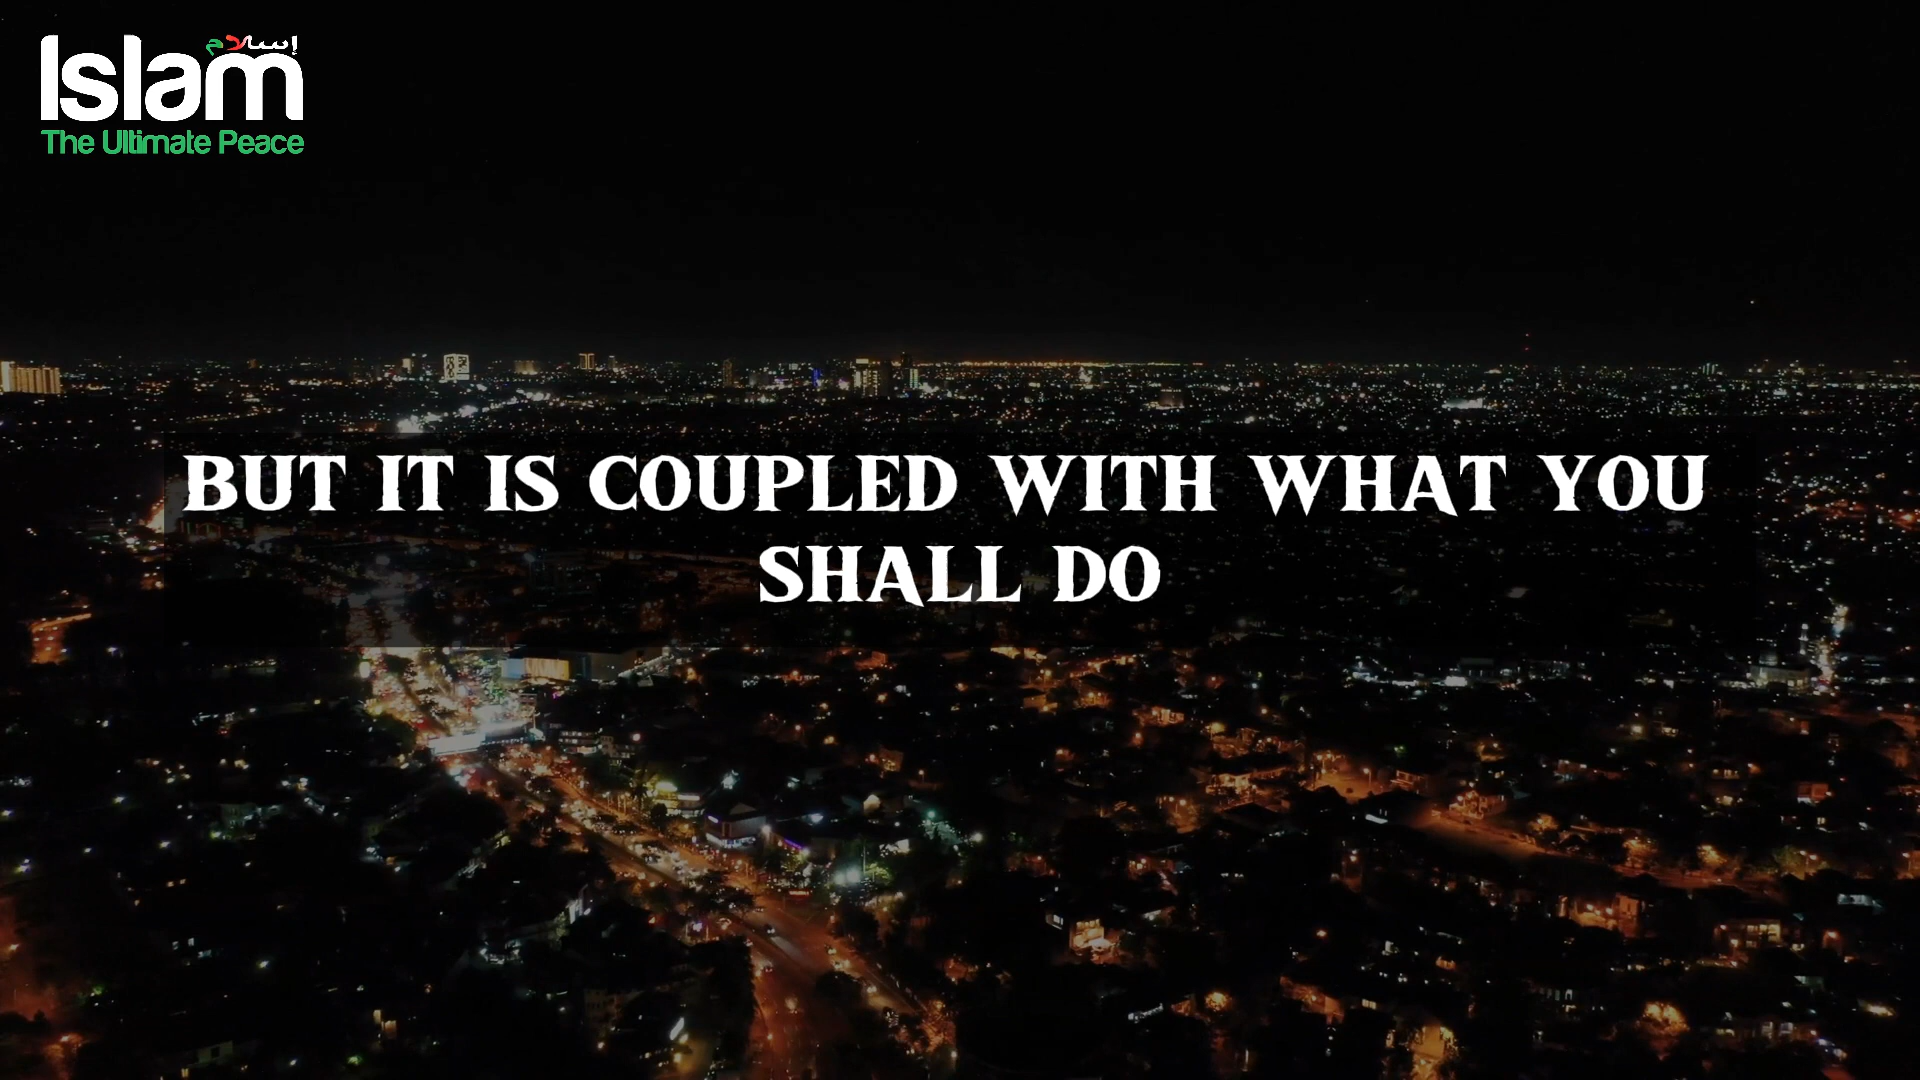 إسلام
Islam
The Ultimate Peace
BUT IT IS COUPLED WITH WHAT YOU
SHALL DO